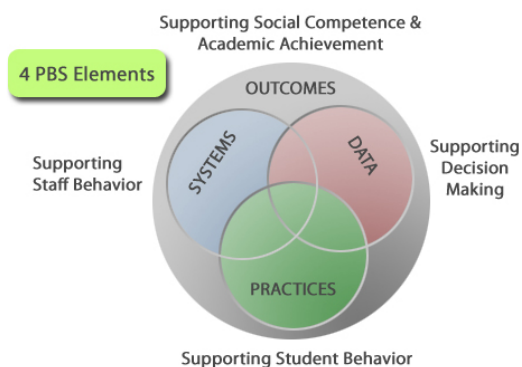 Supporting Social Competence &
Academic Achievement
4 PBS Elements
OUTCOMES
SYSTEMS
DATA
Supporting
Staff Behavior
Supporting
Decision
Making
PRACTICES
Supporting Student Behavior